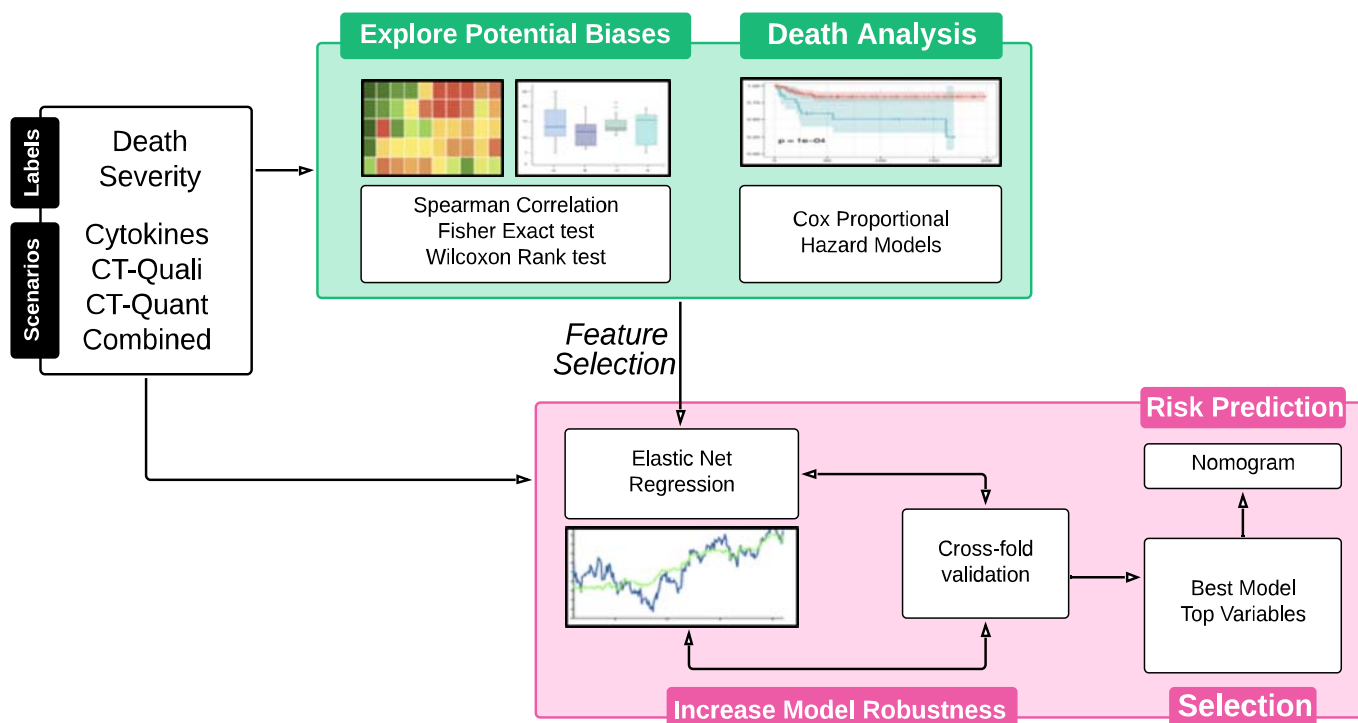 Explore Potential Biases
Death Analysis
Labels
Death
Severity
Scenarios
Cytokines
CT-Quali
CT-Quant
Combined
p = 1e-04
Spearman Correlation
Fisher Exact test
Wilcoxon Rank test
Cox Proportional
Hazard Models
Feature
Selection
Risk Prediction
Elastic Net
Regression
Nomogram
Cross-fold
validation
Best Model
Top Variables
Increase Model Robustness
Selection